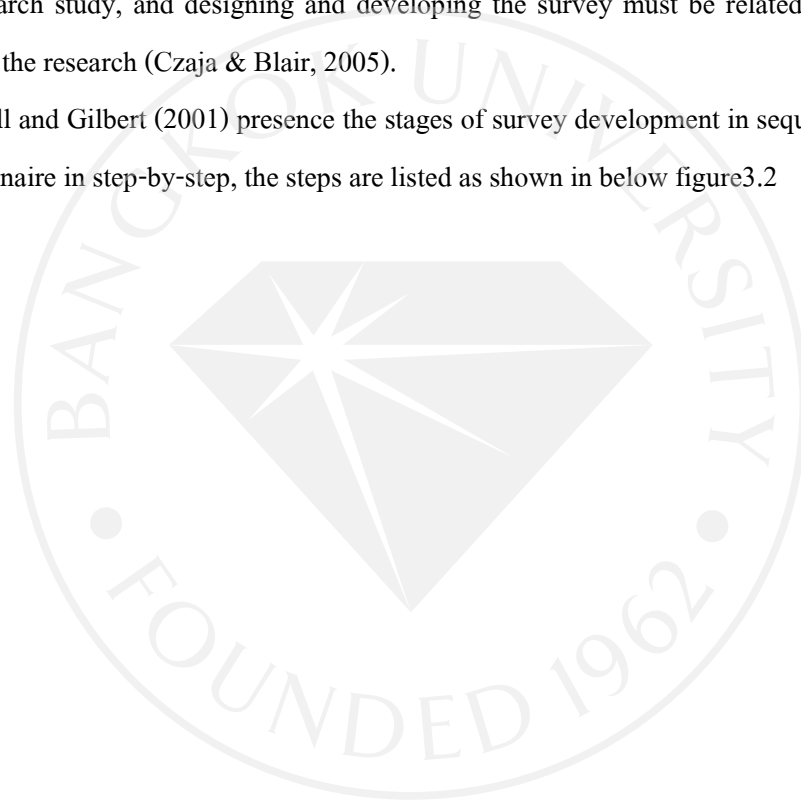 arch study, and designing and developing the survey must be related
the research (Czaja & Blair, 2005).
ll and Gilbert (2001) presence the stages of survey development in sequ
naire in step-by-step, the steps are listed as shown in below figure3.2
BANGKOK UNIVERSITY
FOUNDED 1962